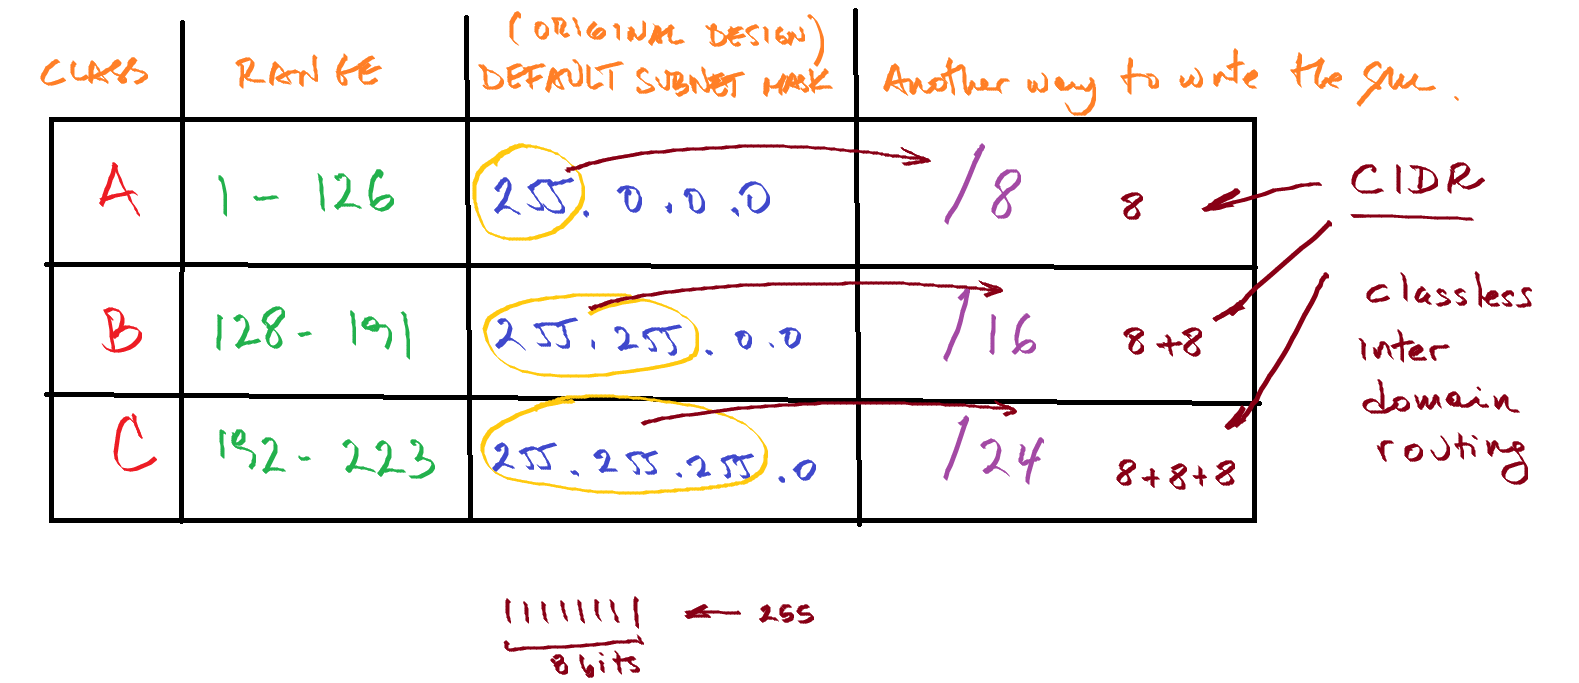 (ORIGINAL DESIGN)
CLASS RANGE DEFAULT SUBNET MASK Another way to write the same.
A 1 - 126 255.0.0.0 /8 8 CIDR
B 128 - 191 255.255.0.0 /16 8+8
C 192 - 223 255.255.255.0 /24 8+8+8
classless
inter
domain
routing
11111111 ← 255
8 bits